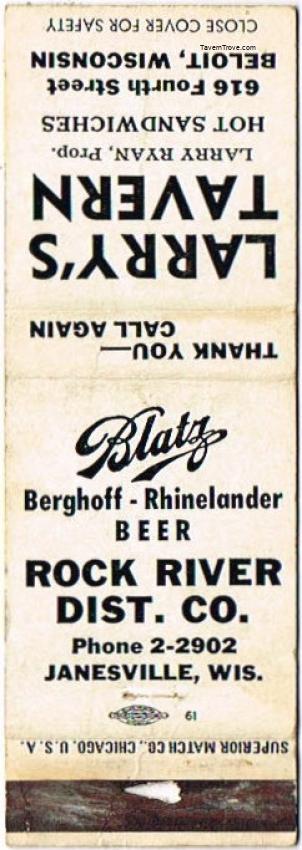 TavernTrove.com
THANK YOU—
CALL AGAIN
LARRY'S
TAVERN
LARRY RYAN, Prop.
HOT SANDWICHES
616 Fourth Street
BELOIT, WISCONSIN
CLOSE COVER FOR SAFETY
Blatz
Berghoff - Rhinelander
BEER
ROCK RIVER
DIST. CO.
Phone 2-2902
JANESVILLE, WIS.
19
SUPERIOR MATCH CO., CHICAGO, U. S. A.